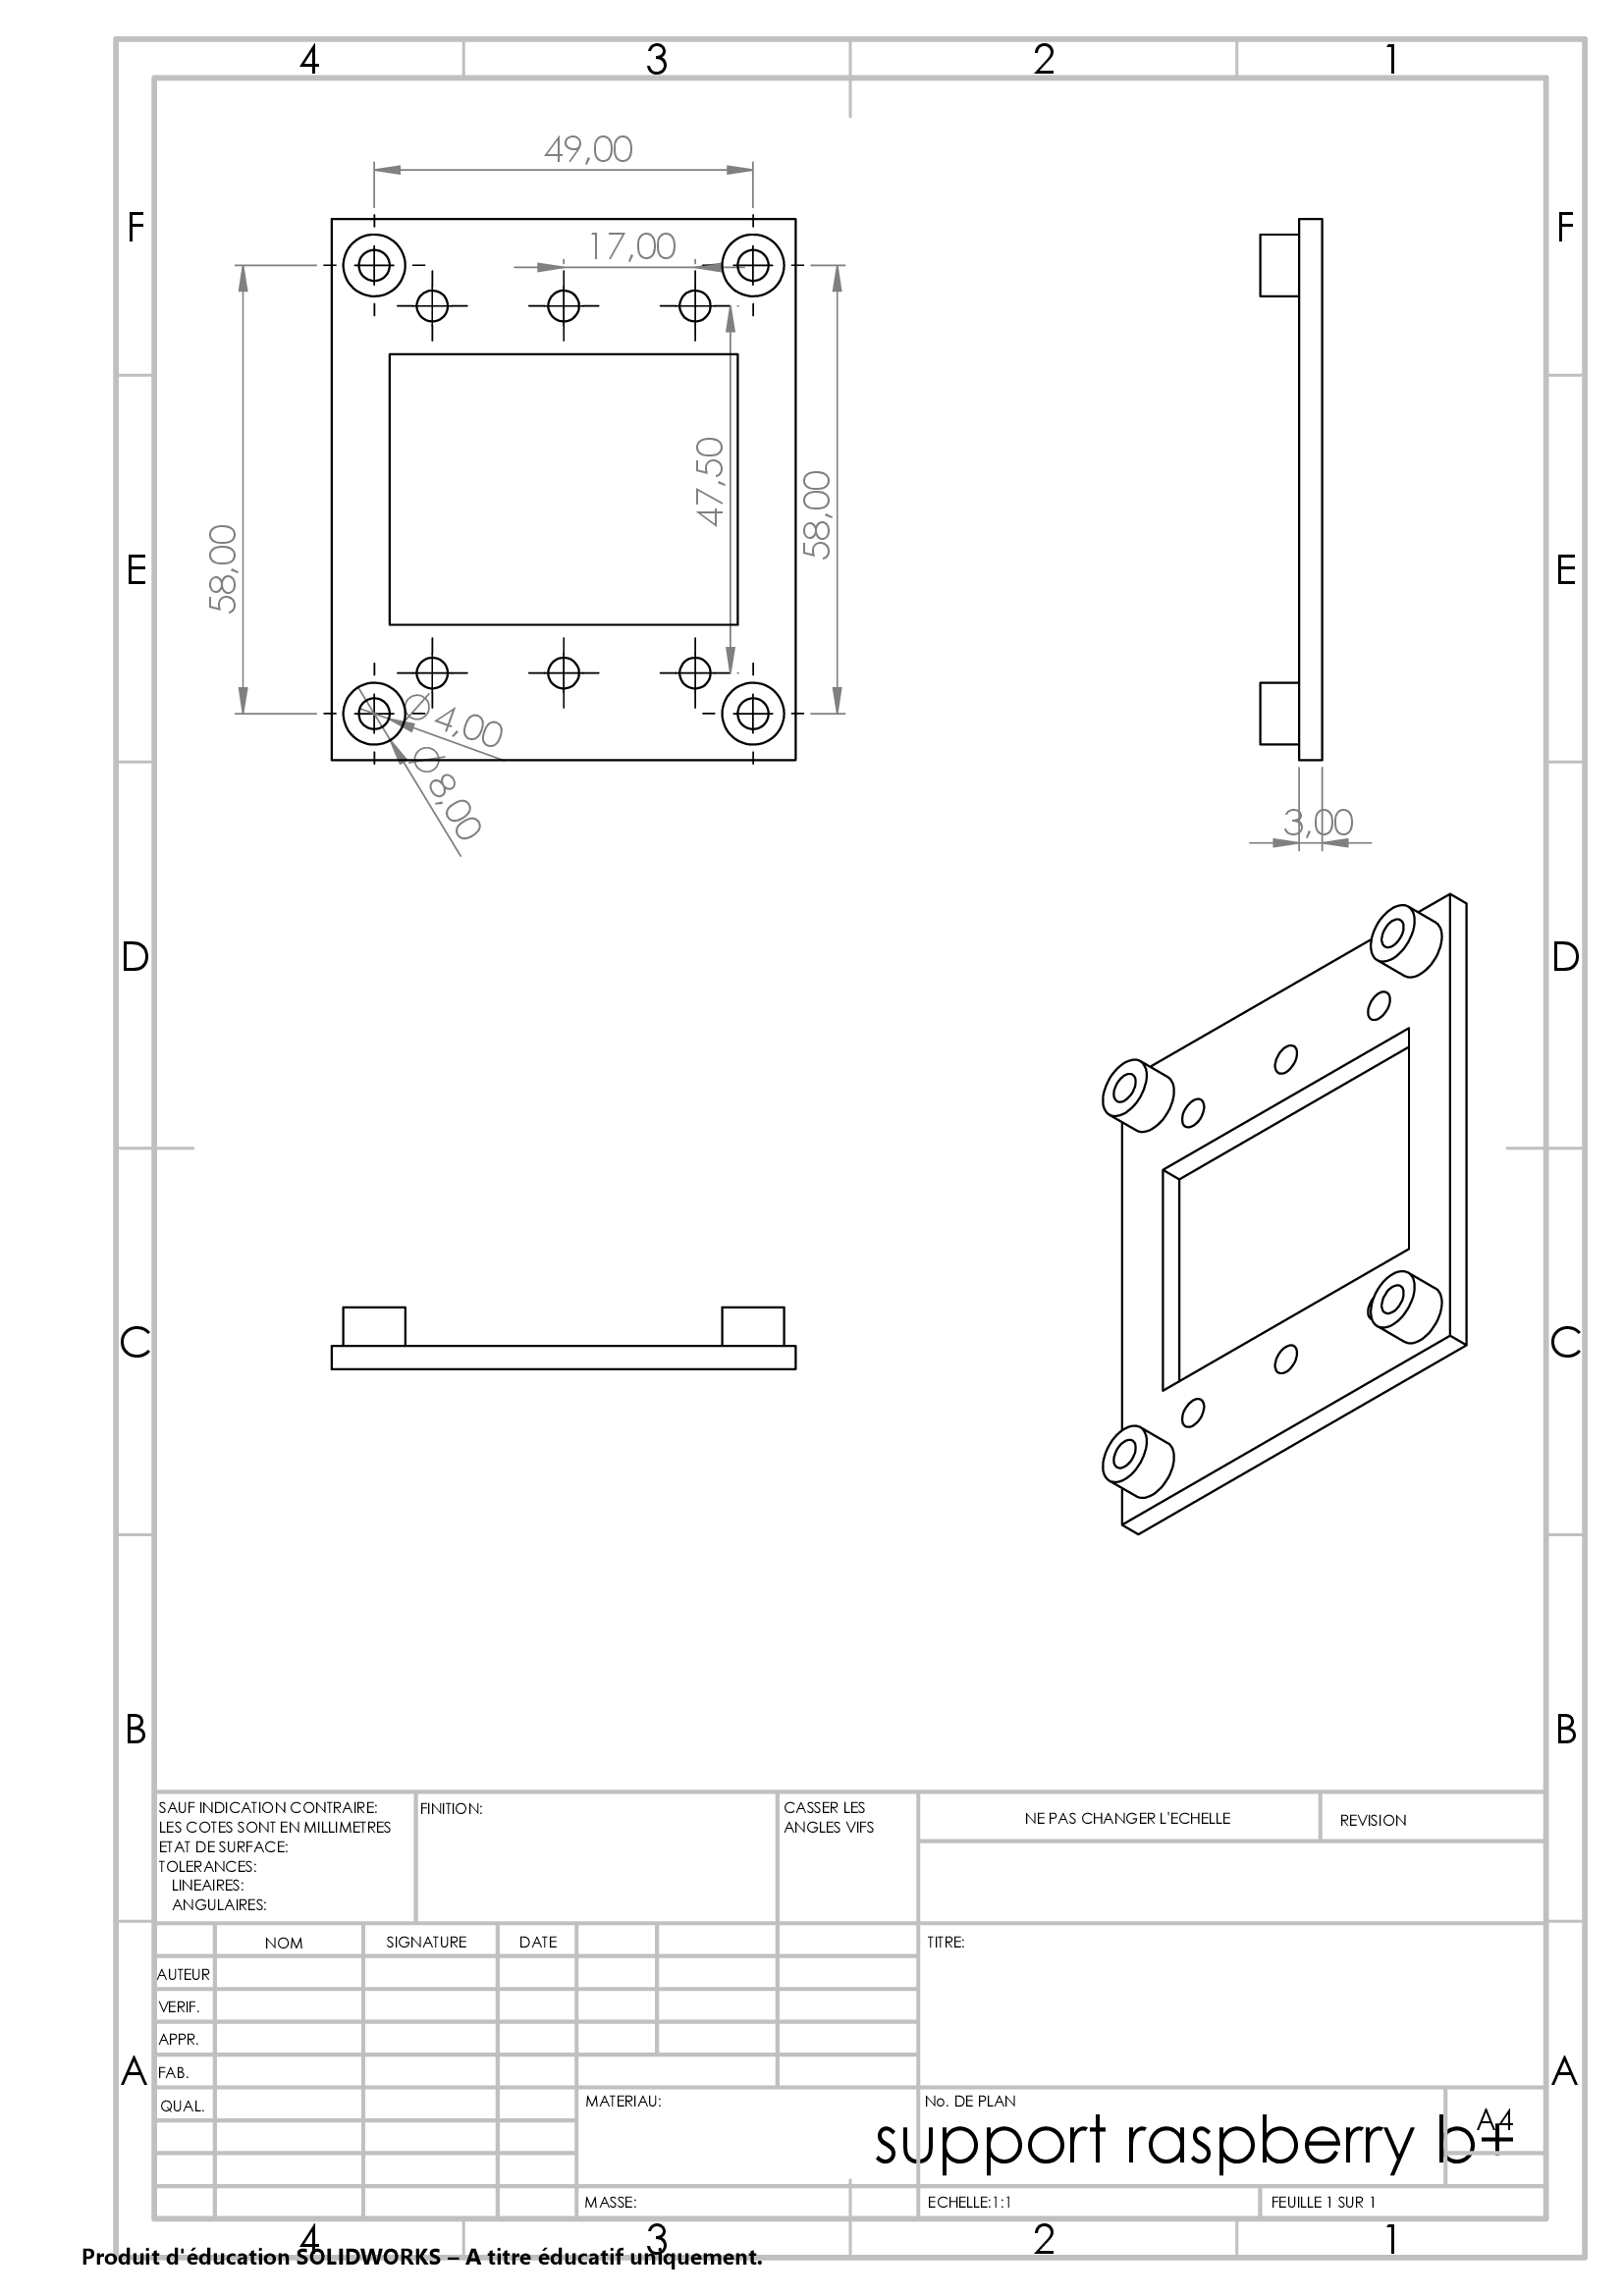 4 3 2 1
49,00
F F
17,00
47,50
58,00
58,00
E E
Ø4,00
Ø8,00
3,00
D D
C C
B B
SAUF INDICATION CONTRAIRE:
LES COTES SONT EN MILLIMETRES
ETAT DE SURFACE:
TOLERANCES:
LINEAIRES:
ANGULAIRES:
FINITION:
CASSER LES
ANGLES VIFS
NE PAS CHANGER L'ECHELLE
REVISION
NOM SIGNATURE DATE
TITRE:
AUTEUR
VERIF.
APPR.
FAB.
QUAL.
A A
MATERIAU:
No. DE PLAN
support raspberry b+
A4
MASSE:
ECHELLE:1:1
FEUILLE 1 SUR 1
4 3 2 1
Produit d'éducation SOLIDWORKS – A titre éducatif uniquement.